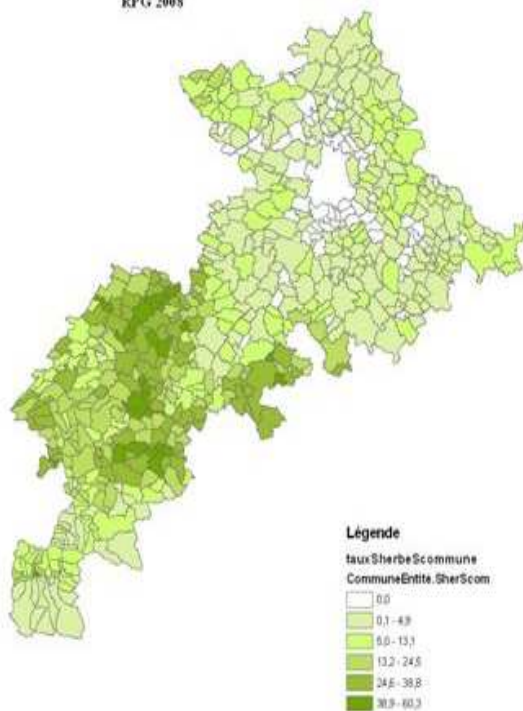 RPG 2008
Légende
tauxSherbeScommune
CommuneEntite.SherScom
0,0
0,1 - 4,9
5,0 - 13,1
13,2 - 24,5
24,6 - 38,8
38,9 - 60,3